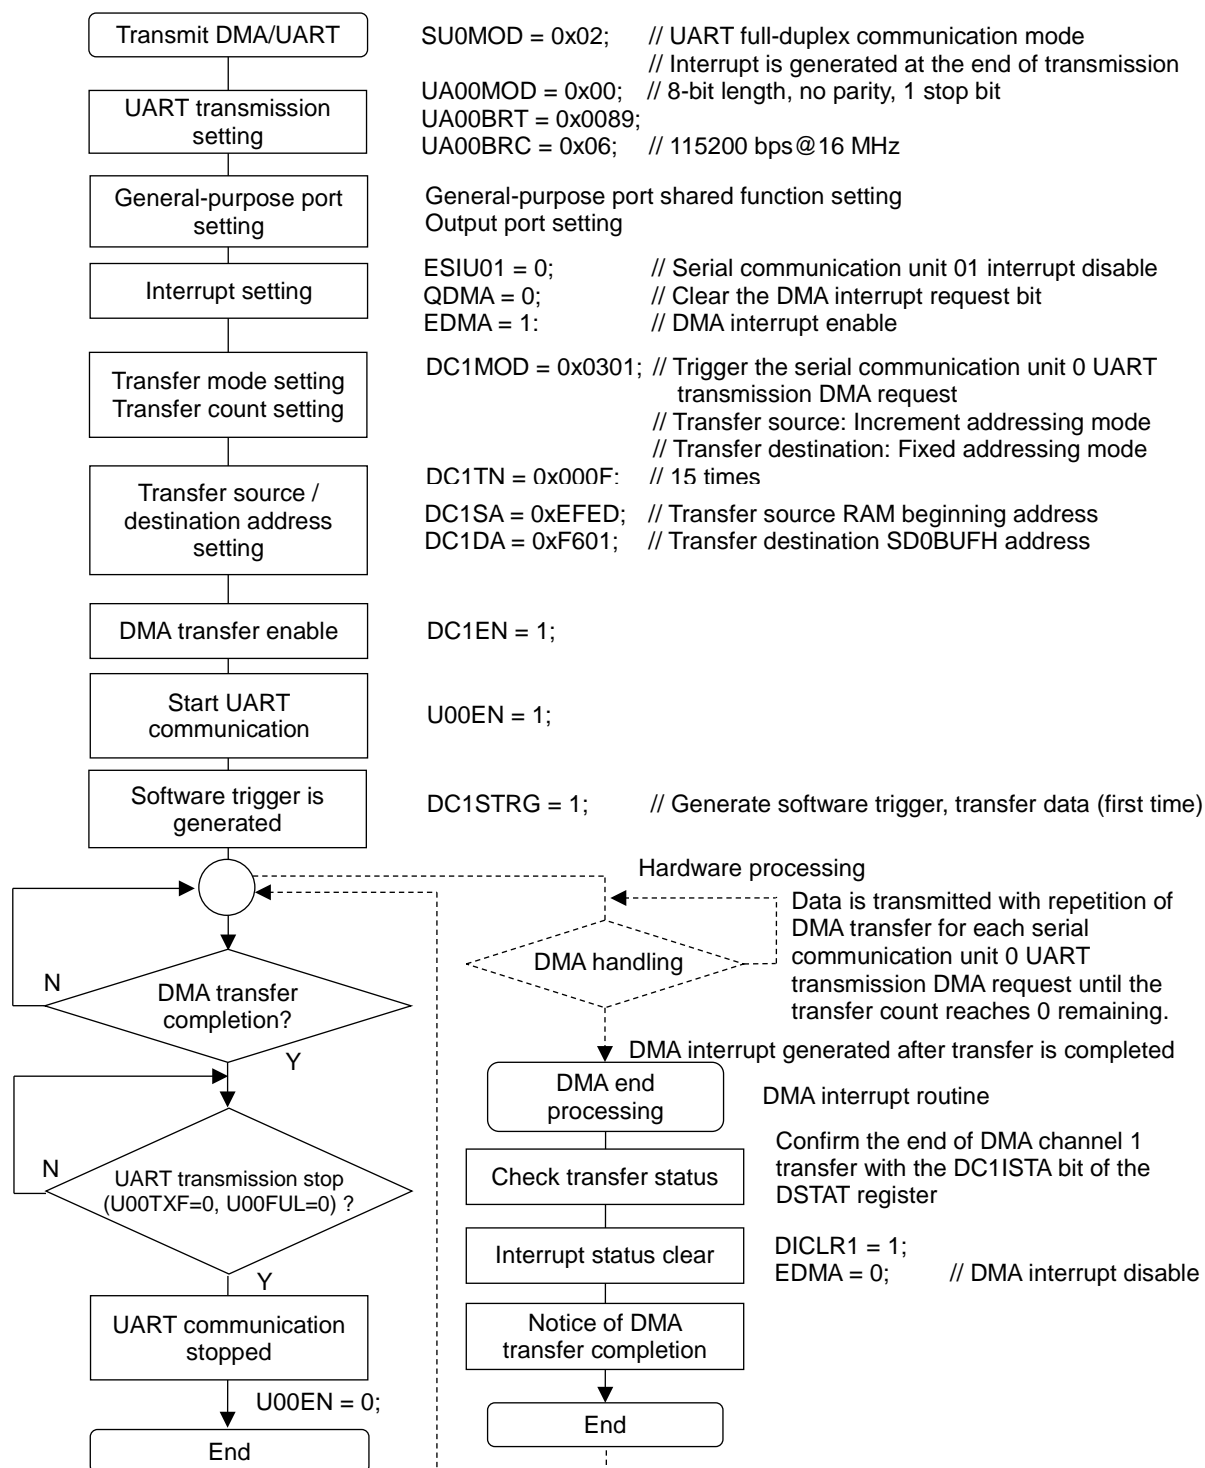 Transmit DMA/UART
SU0MOD = 0x02; // UART full-duplex communication mode
// Interrupt is generated at the end of transmission
UART transmission
setting
UA00MOD = 0x00; // 8-bit length, no parity, 1 stop bit
UA00BRT = 0x0089;
UA00BRC = 0x06; // 115200 bps@16 MHz
General-purpose port
setting
General-purpose port shared function setting
Output port setting
Interrupt setting
ESIU01 = 0; // Serial communication unit 01 interrupt disable
QDMA = 0; // Clear the DMA interrupt request bit
EDMA = 1: // DMA interrupt enable
Transfer mode setting
Transfer count setting
DC1MOD = 0x0301; // Trigger the serial communication unit 0 UART
transmission DMA request
// Transfer source: Increment addressing mode
// Transfer destination: Fixed addressing mode
DC1TN = 0x000F; // 15 times
Transfer source /
destination address
setting
DC1SA = 0xEFED; // Transfer source RAM beginning address
DC1DA = 0xF601; // Transfer destination SD0BUFH address
DMA transfer enable
DC1EN = 1;
Start UART
communication
U00EN = 1;
Software trigger is
generated
DC1STRG = 1; // Generate software trigger, transfer data (first time)
Hardware processing
DMA handling
Data is transmitted with repetition of
DMA transfer for each serial
communication unit 0 UART
transmission DMA request until the
transfer count reaches 0 remaining.
N
DMA transfer
completion?
Y
DMA interrupt generated after transfer is completed
DMA end
processing
DMA interrupt routine
N
UART transmission stop
(U00TXF=0, U00FUL=0) ?
Y
Check transfer status
Confirm the end of DMA channel 1
transfer with the DC1ISTA bit of the
DSTAT register
Interrupt status clear
DICLR1 = 1;
EDMA = 0; // DMA interrupt disable
UART communication
stopped
Notice of DMA
transfer completion
U00EN = 0;
End
End